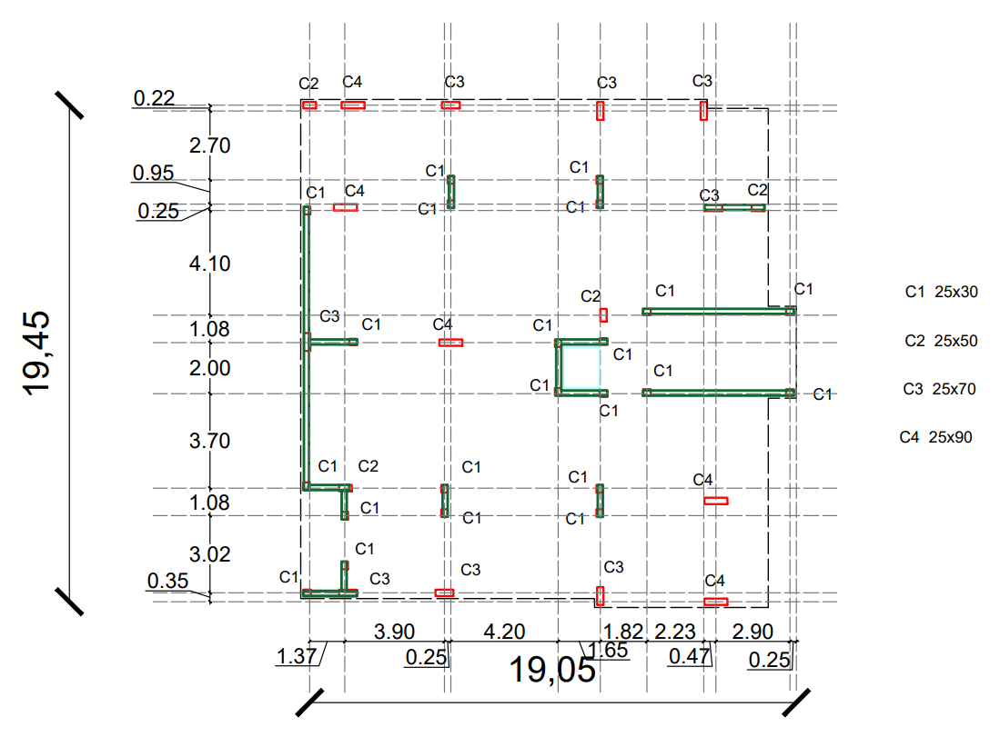 C2 C4 C3 C3 C3
0.22
2.70
0.95
C1 C1
C1 C4 C3 C2
0.25
C1 C1
4.10
C1 C1 C1 25x30
C2
C3 C1 C4 C1
1.08
C1 C2 25x50
2.00
C1
C1 C1 C3 25x70
C1
3.70
C4 25x90
C1 C2 C1 C1 C4
1.08
C1 C1 C1
3.02
C1
0.35
C1 C3 C3 C3 C4
19,45
3.90 4.20 1.82 2.23 2.90
1.37 0.25 1.65 0.47 0.25
19,05